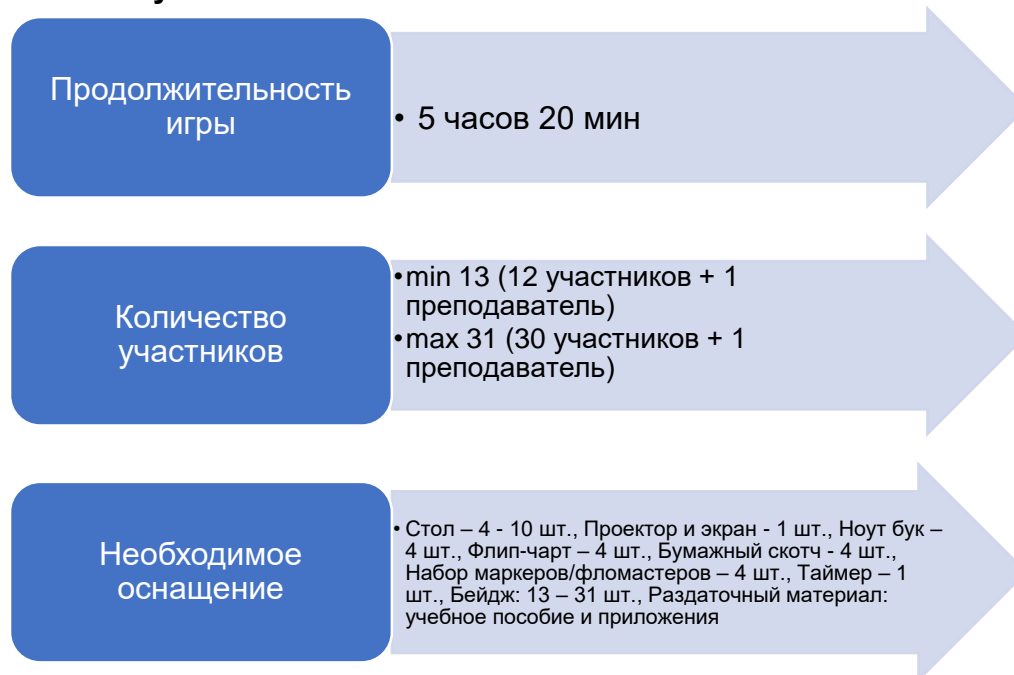 Продолжительность
игры
• 5 часов 20 мин
Количество
участников
•min 13 (12 участников + 1
преподаватель)
•max 31 (30 участников + 1
преподаватель)
Необходимое
оснащение
• Стол – 4 - 10 шт., Проектор и экран - 1 шт., Ноут бук –
4 шт., Флип-чарт – 4 шт., Бумажный скотч - 4 шт.,
Набор маркеров/фломастеров – 4 шт., Таймер – 1
шт., Бейдж: 13 – 31 шт., Раздаточный материал:
учебное пособие и приложения